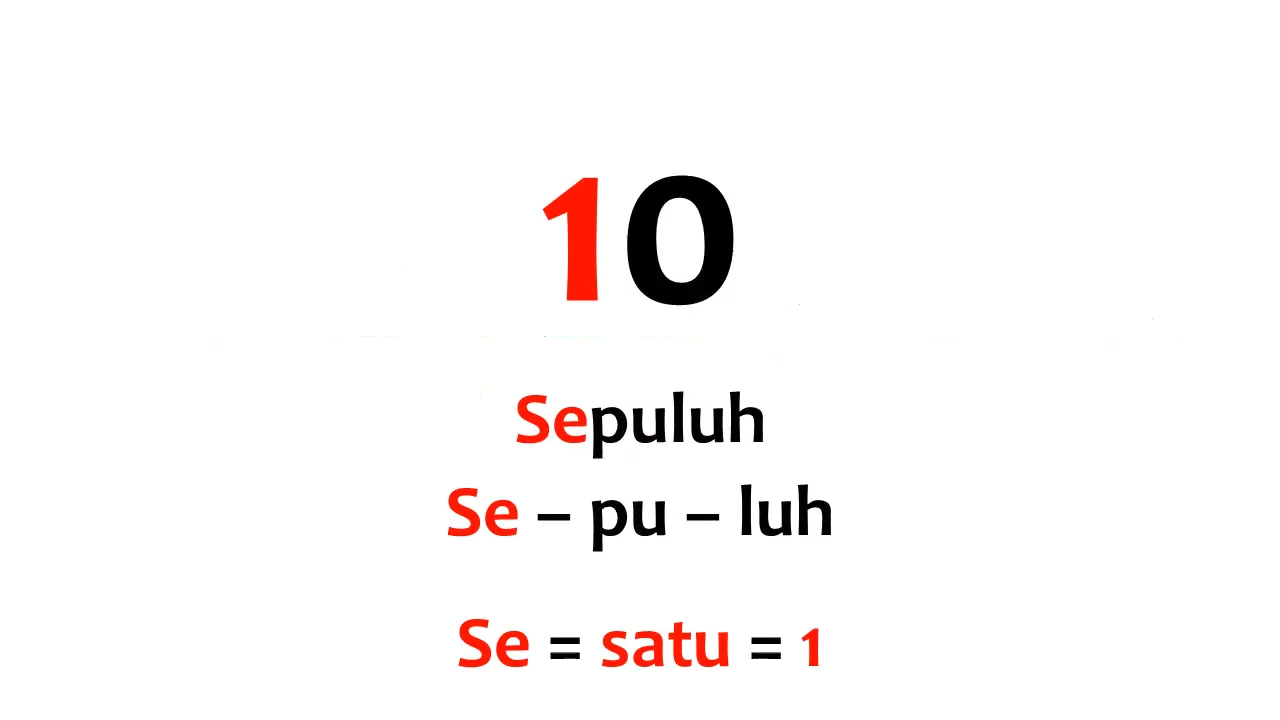 10
Sepuluh
Se – pu – luh
Se = satu = 1